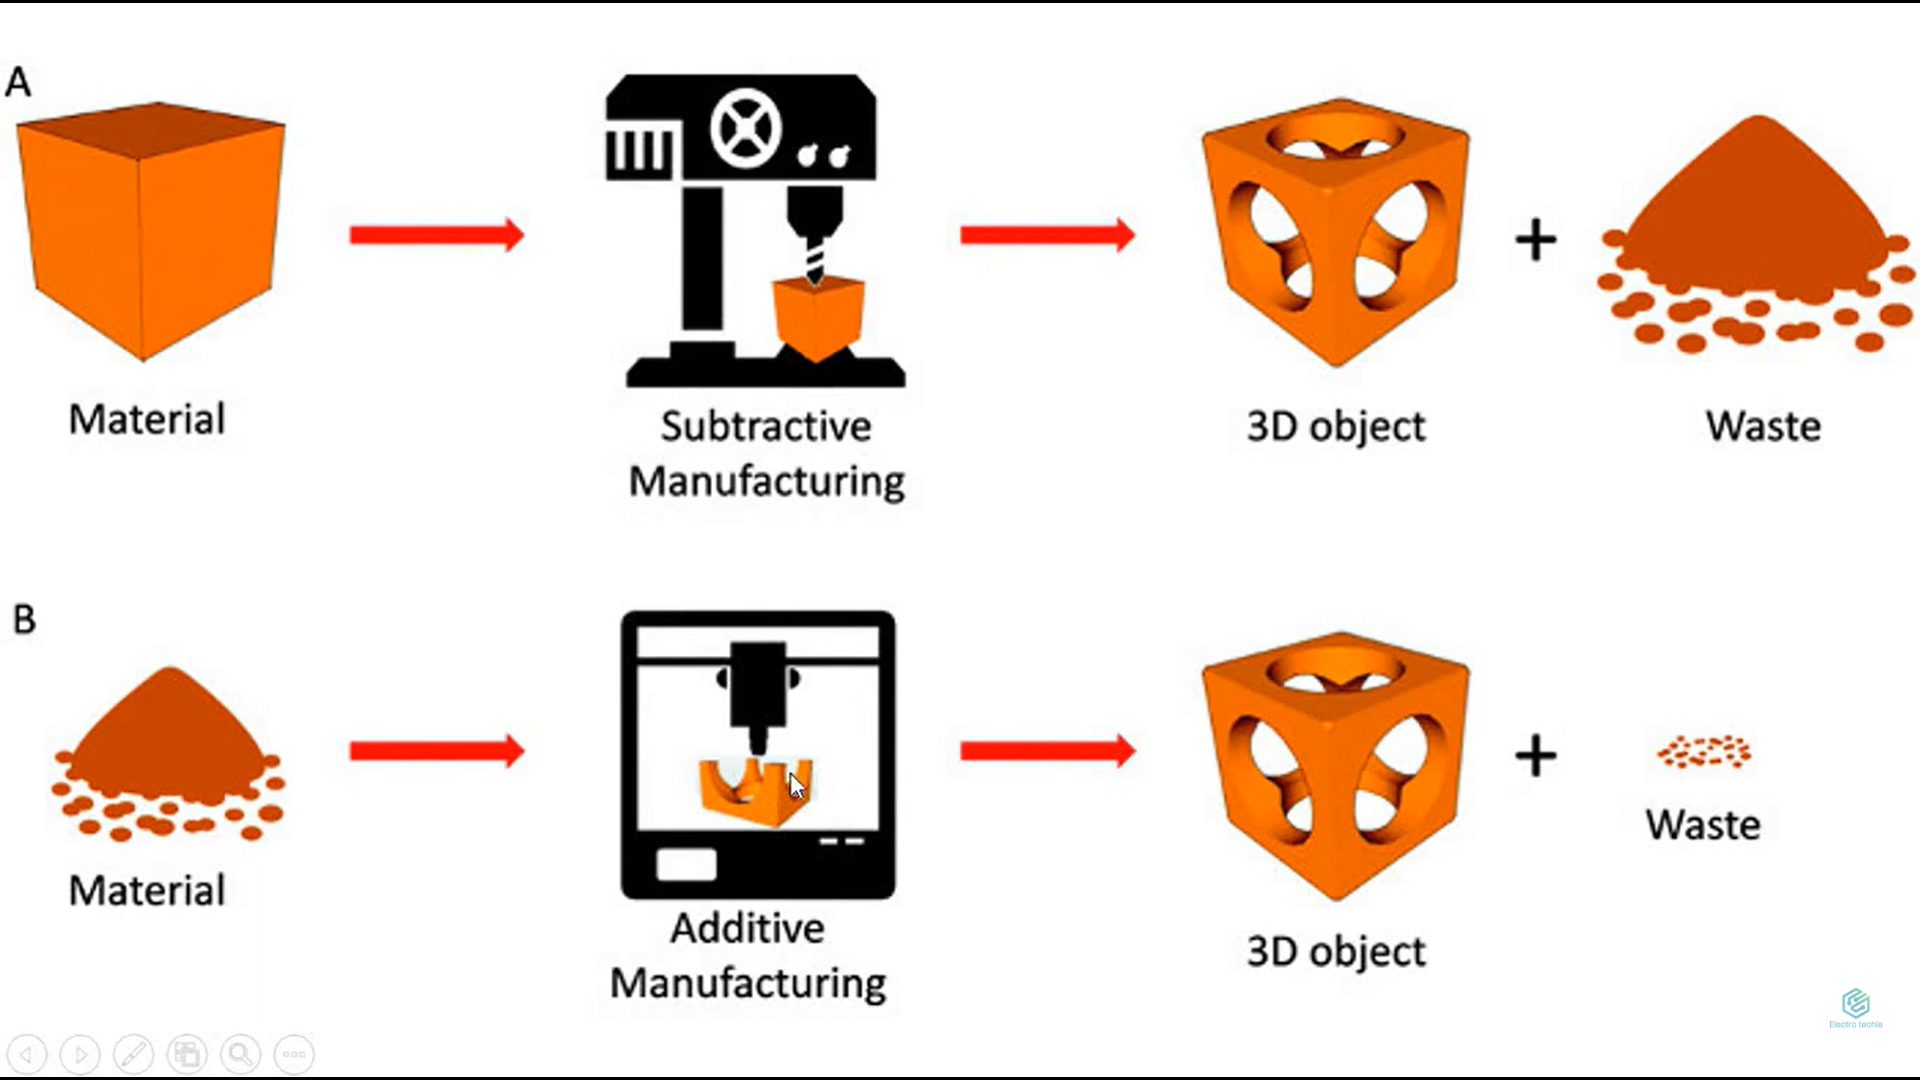 A
Material
Subtractive
Manufacturing
3D object
+
Waste
B
Material
Additive
Manufacturing
3D object
+
Waste
Electro techie